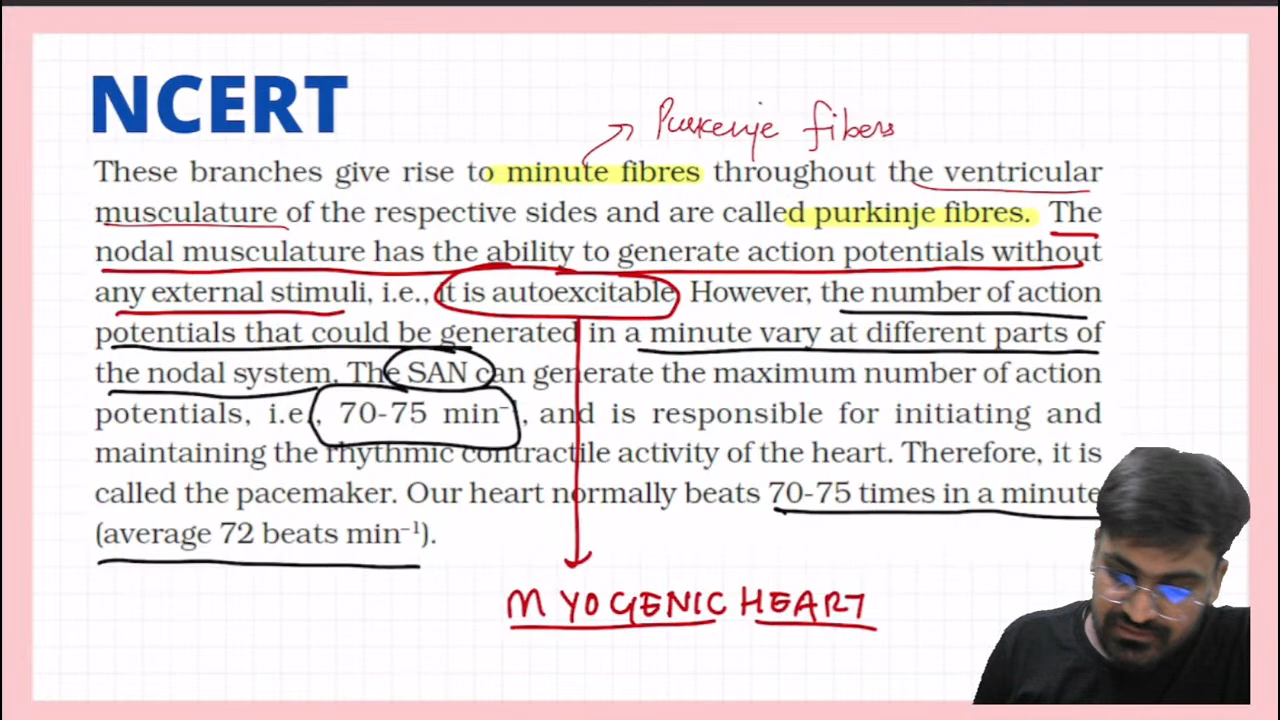 NCERT
Purkenje fibers
These branches give rise to minute fibres throughout the ventricular
musculature of the respective sides and are called purkinje fibres. The
nodal musculature has the ability to generate action potentials without
any external stimuli, i.e., it is autoexcitable. However, the number of action
potentials that could be generated in a minute vary at different parts of
the nodal system. The SAN can generate the maximum number of action
potentials, i.e., 70-75 min⁻¹, and is responsible for initiating and
maintaining the rhythmic contractile activity of the heart. Therefore, it is
called the pacemaker. Our heart normally beats 70-75 times in a minute
(average 72 beats min⁻¹).
MYOGENIC HEART